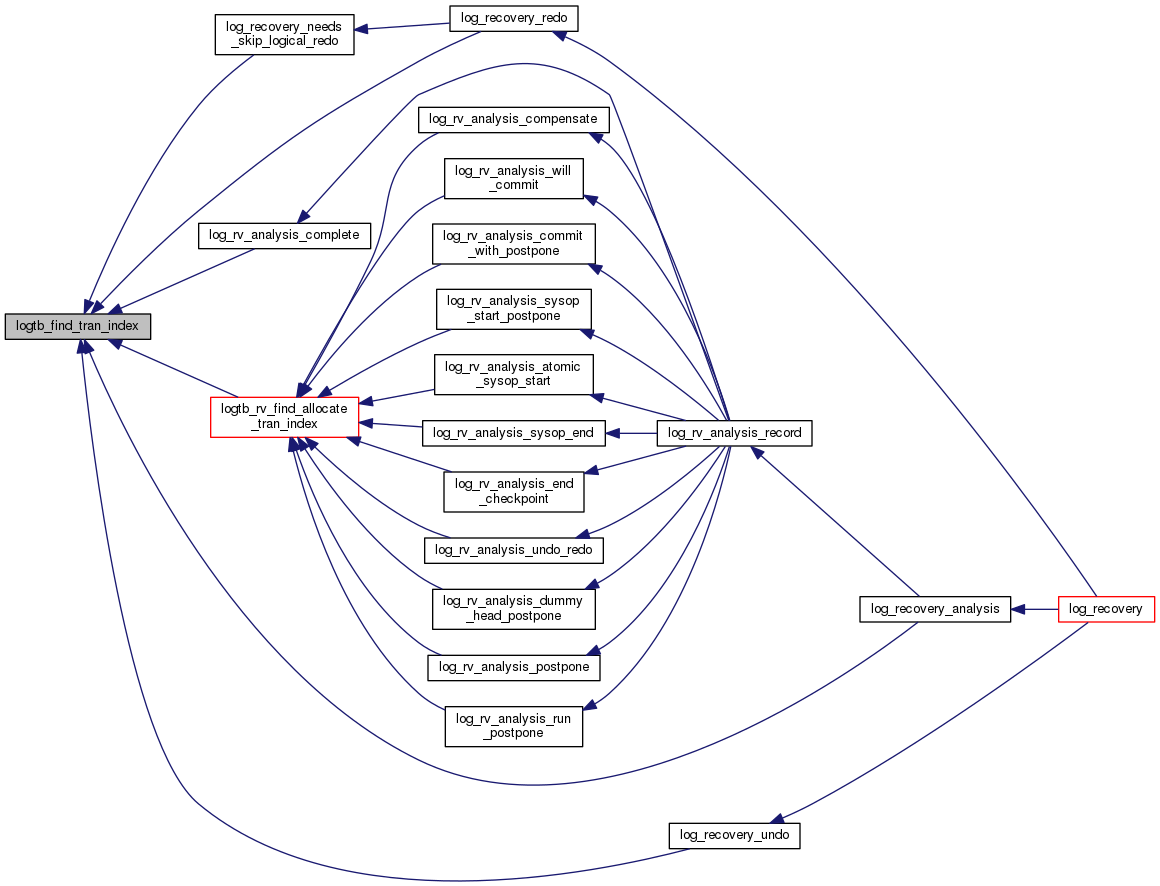 log_recovery_redo
log_recovery_needs
_skip_logical_redo
log_rv_analysis_compensate
log_rv_analysis_will
_commit
log_rv_analysis_complete
log_rv_analysis_commit
_with_postpone
log_rv_analysis_sysop
_start_postpone
logtb_find_tran_index
log_rv_analysis_atomic
_sysop_start
logtb_rv_find_allocate
_tran_index
log_rv_analysis_sysop_end
log_rv_analysis_record
log_rv_analysis_end
_checkpoint
log_rv_analysis_undo_redo
log_rv_analysis_dummy
_head_postpone
log_recovery_analysis
log_recovery
log_rv_analysis_postpone
log_rv_analysis_run
_postpone
log_recovery_undo